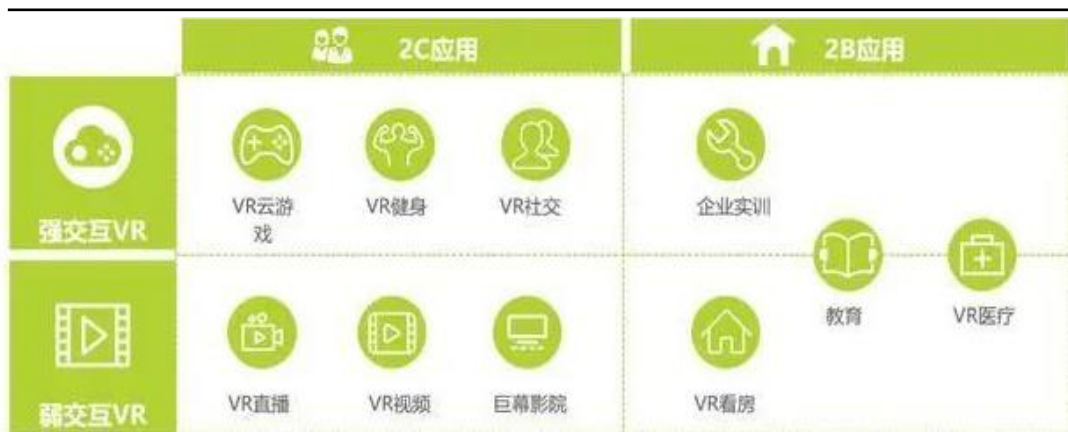 2C应用
2B应用
强交互VR
VR云游
戏
VR健身
VR社交
企业实训
教育
VR医疗
弱交互VR
VR直播
VR视频
巨幕影院
VR看房